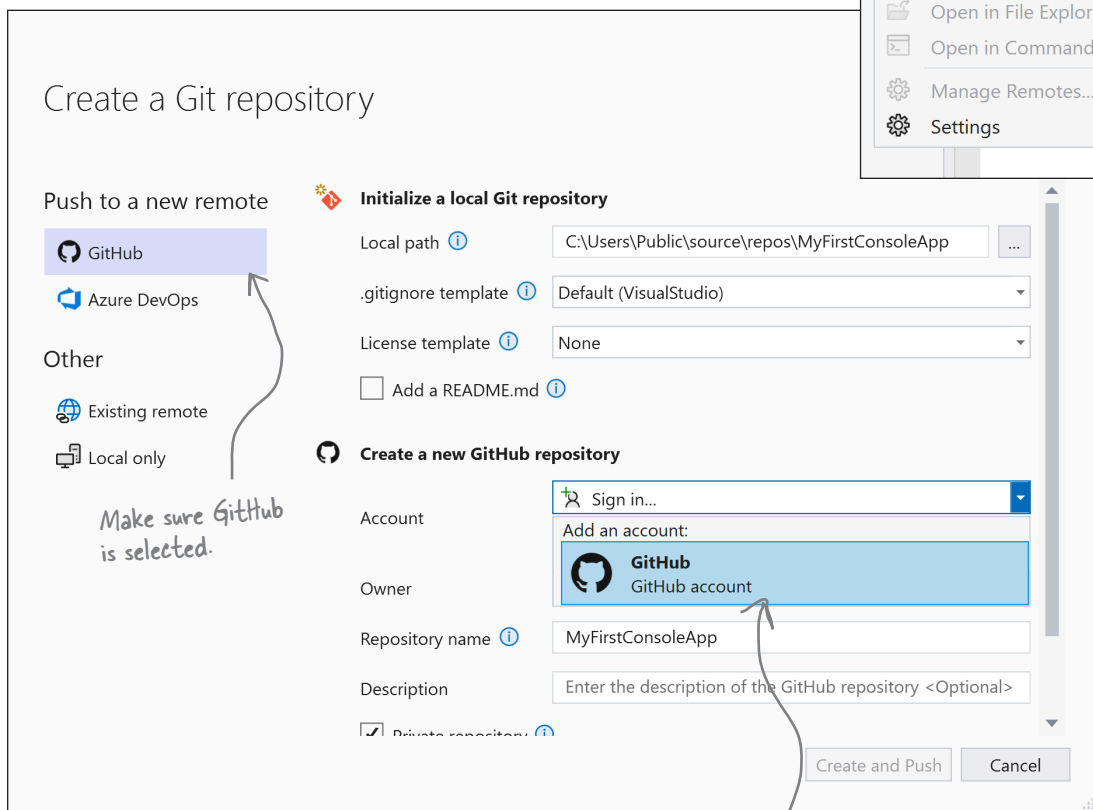 Open in File Explor
Open in Command
Manage Remotes...
Settings
Create a Git repository
Push to a new remote
GitHub
Azure DevOps
Other
Existing remote
Local only
Make sure GitHub
is selected.
Initialize a local Git repository
Local path
C:\Users\Public\source\repos\MyFirstConsoleApp
...
.gitignore template
Default (VisualStudio)
License template
None
Add a README.md
Create a new GitHub repository
Account
Sign in...
Add an account:
GitHub
GitHub account
Owner
Repository name
MyFirstConsoleApp
Description
Enter the description of the GitHub repository <Optional>
Private repository
Create and Push
Cancel